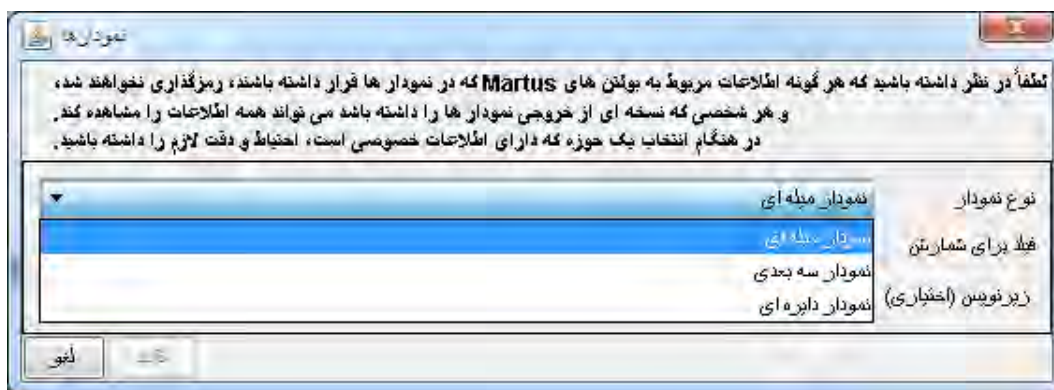 نمودارها
لطفاً در نظر داشته باشید که هر گونه اطلاعات مربوط به بولتن های Martus که در نمودار ها قرار داشته باشند، رمزگذاری نخواهند شد،
و هر شخصی که نسخه ای از خروجی نمودار ها را داشته باشد می تواند همه اطلاعات را مشاهده کند.
در هنگام انتخاب یک حوزه که دارای اطلاعات خصوصی است، احتیاط و دقت لازم را داشته باشید.
نوع نمودار
نمودار میله ای
نمودار میله ای
فیلد برای شمارش
نمودار سه بعدی
زیرنویس (اختیاری)
نمودار دایره ای
لغو